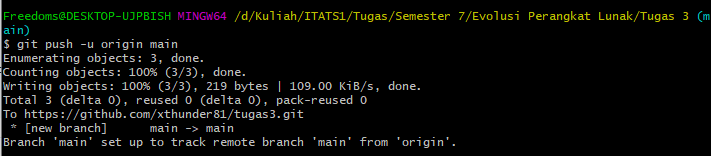 Freedoms@DESKTOP-UJPBISH MINGW64 /d/Kuliah/ITATS1/Tugas/Semester 7/Evolusi Perangkat Lunak/Tugas 3 (m
ain)
$ git push -u origin main
Enumerating objects: 3, done.
Counting objects: 100% (3/3), done.
Writing objects: 100% (3/3), 219 bytes | 109.00 KiB/s, done.
Total 3 (delta 0), reused 0 (delta 0), pack-reused 0
To https://github.com/xthunder81/tugas3.git
 * [new branch]      main -> main
Branch 'main' set up to track remote branch 'main' from 'origin'.